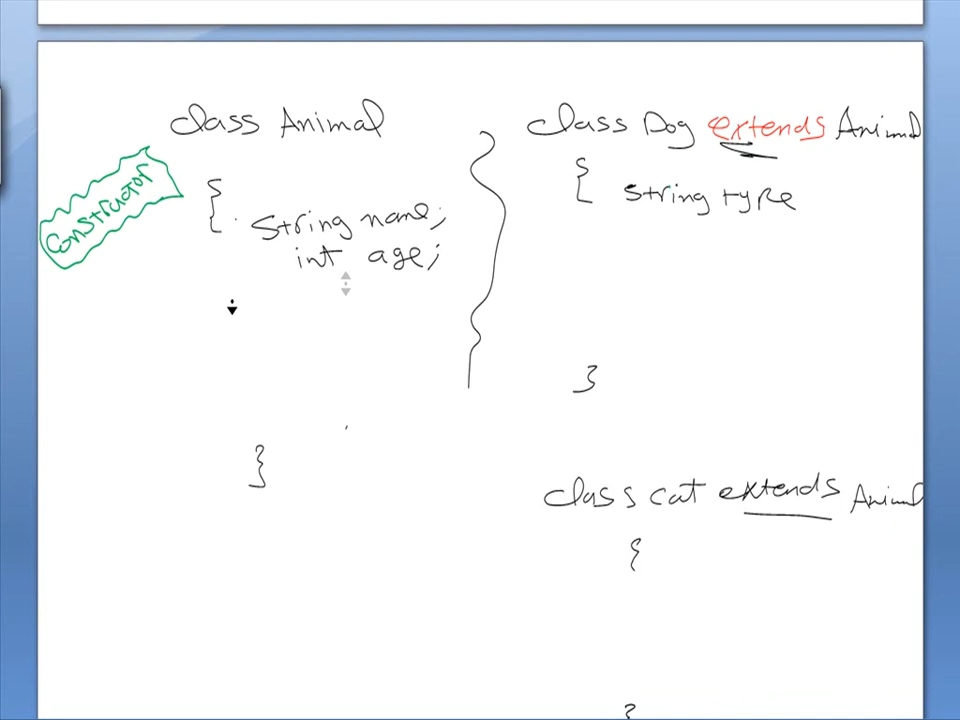 class Animal
constructor
{
String name;
int age;
}
class Dog extends Animal
{ string type
}
class cat extends Animal
{
}